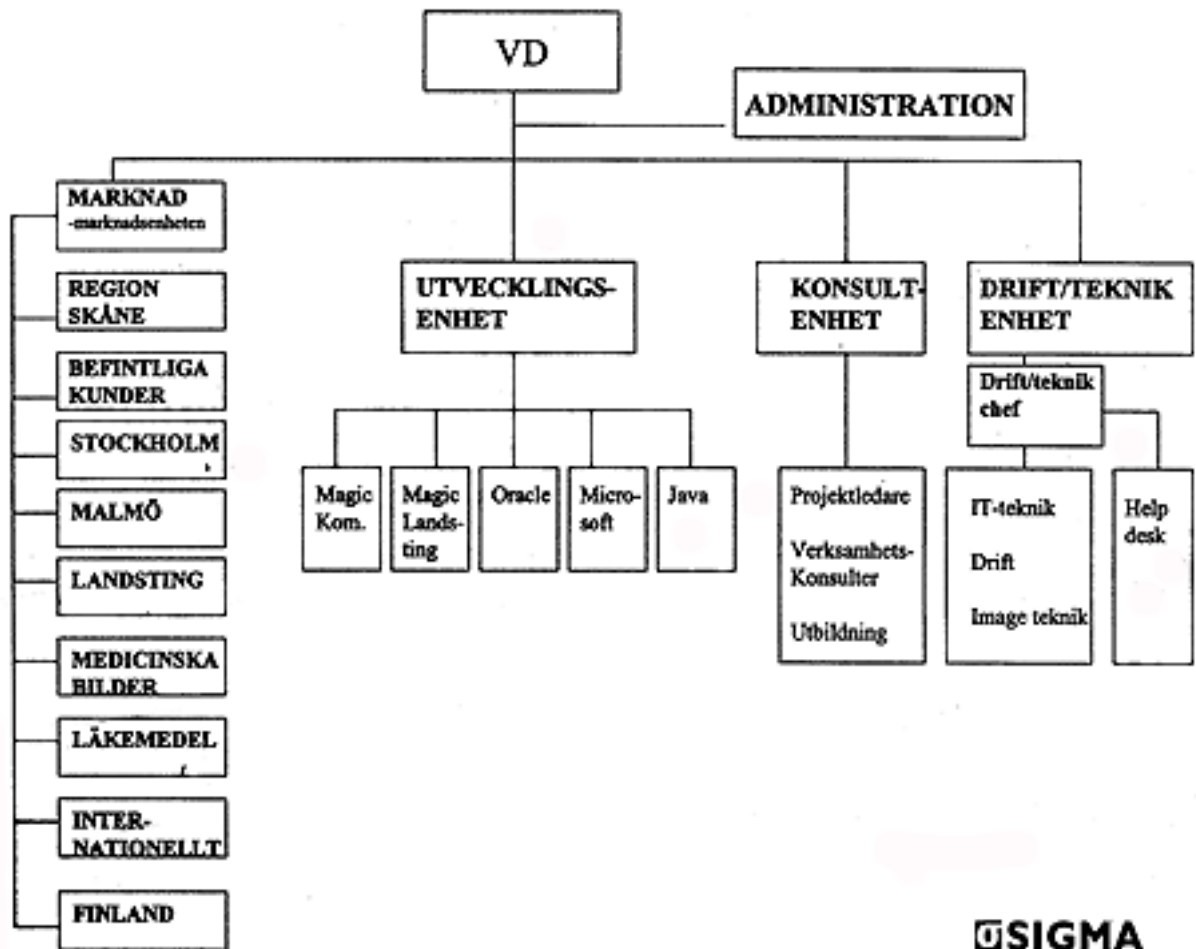 VD
ADMINISTRATION
MARKNAD
-marknadsenheten
REGION
SKÅNE
BEFINTLIGA
KUNDER
STOCKHOLM
MALMÖ
LANDSTING
MEDICINSKA
BILDER
LÄKEMEDEL
INTER-
NATIONELLT
FINLAND
UTVECKLINGS-
ENHET
Magic
Kom.
Magic
Lands-
ting
Oracle
Micro-
soft
Java
KONSULT-
ENHET
Projektledare
Verksamhets-
Konsulter
Utbildning
DRIFT/TEKNIK
ENHET
Drift/teknik
chef
IT-teknik
Drift
Image teknik
Help
desk
σSIGMA